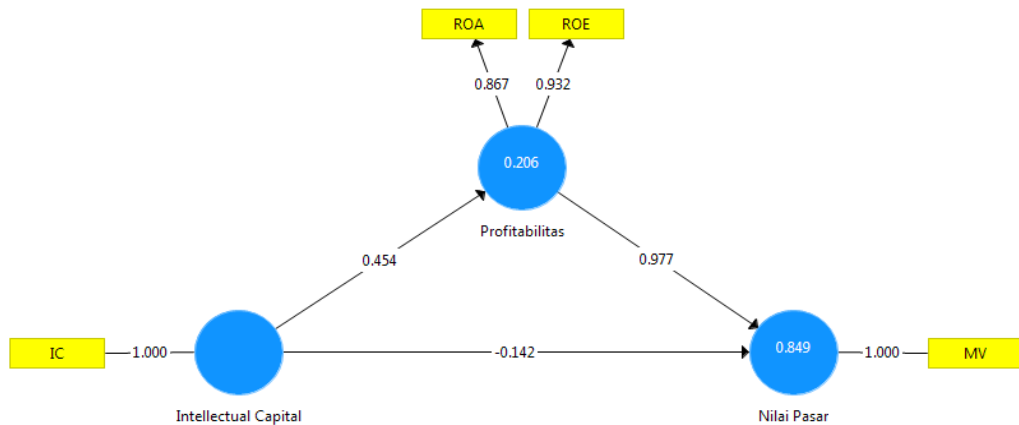 ROA
ROE
0.867
0.932
0.206
Profitabilitas
0.454
0.977
IC
1.000
-0.142
0.849
1.000
MV
Intellectual Capital
Nilai Pasar